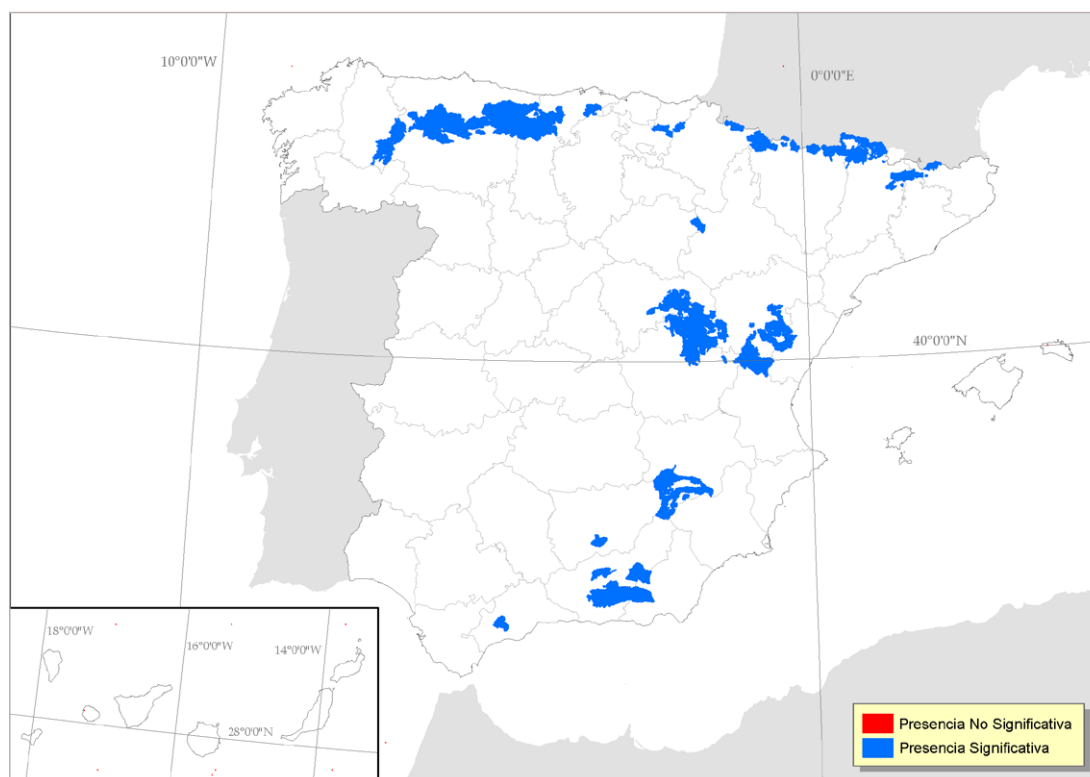 10°0'0"W
0°0'0"E
40°0'0"N
18°0'0"W
16°0'0"W
14°0'0"W
28°0'0"N
Presencia No Significativa
Presencia Significativa